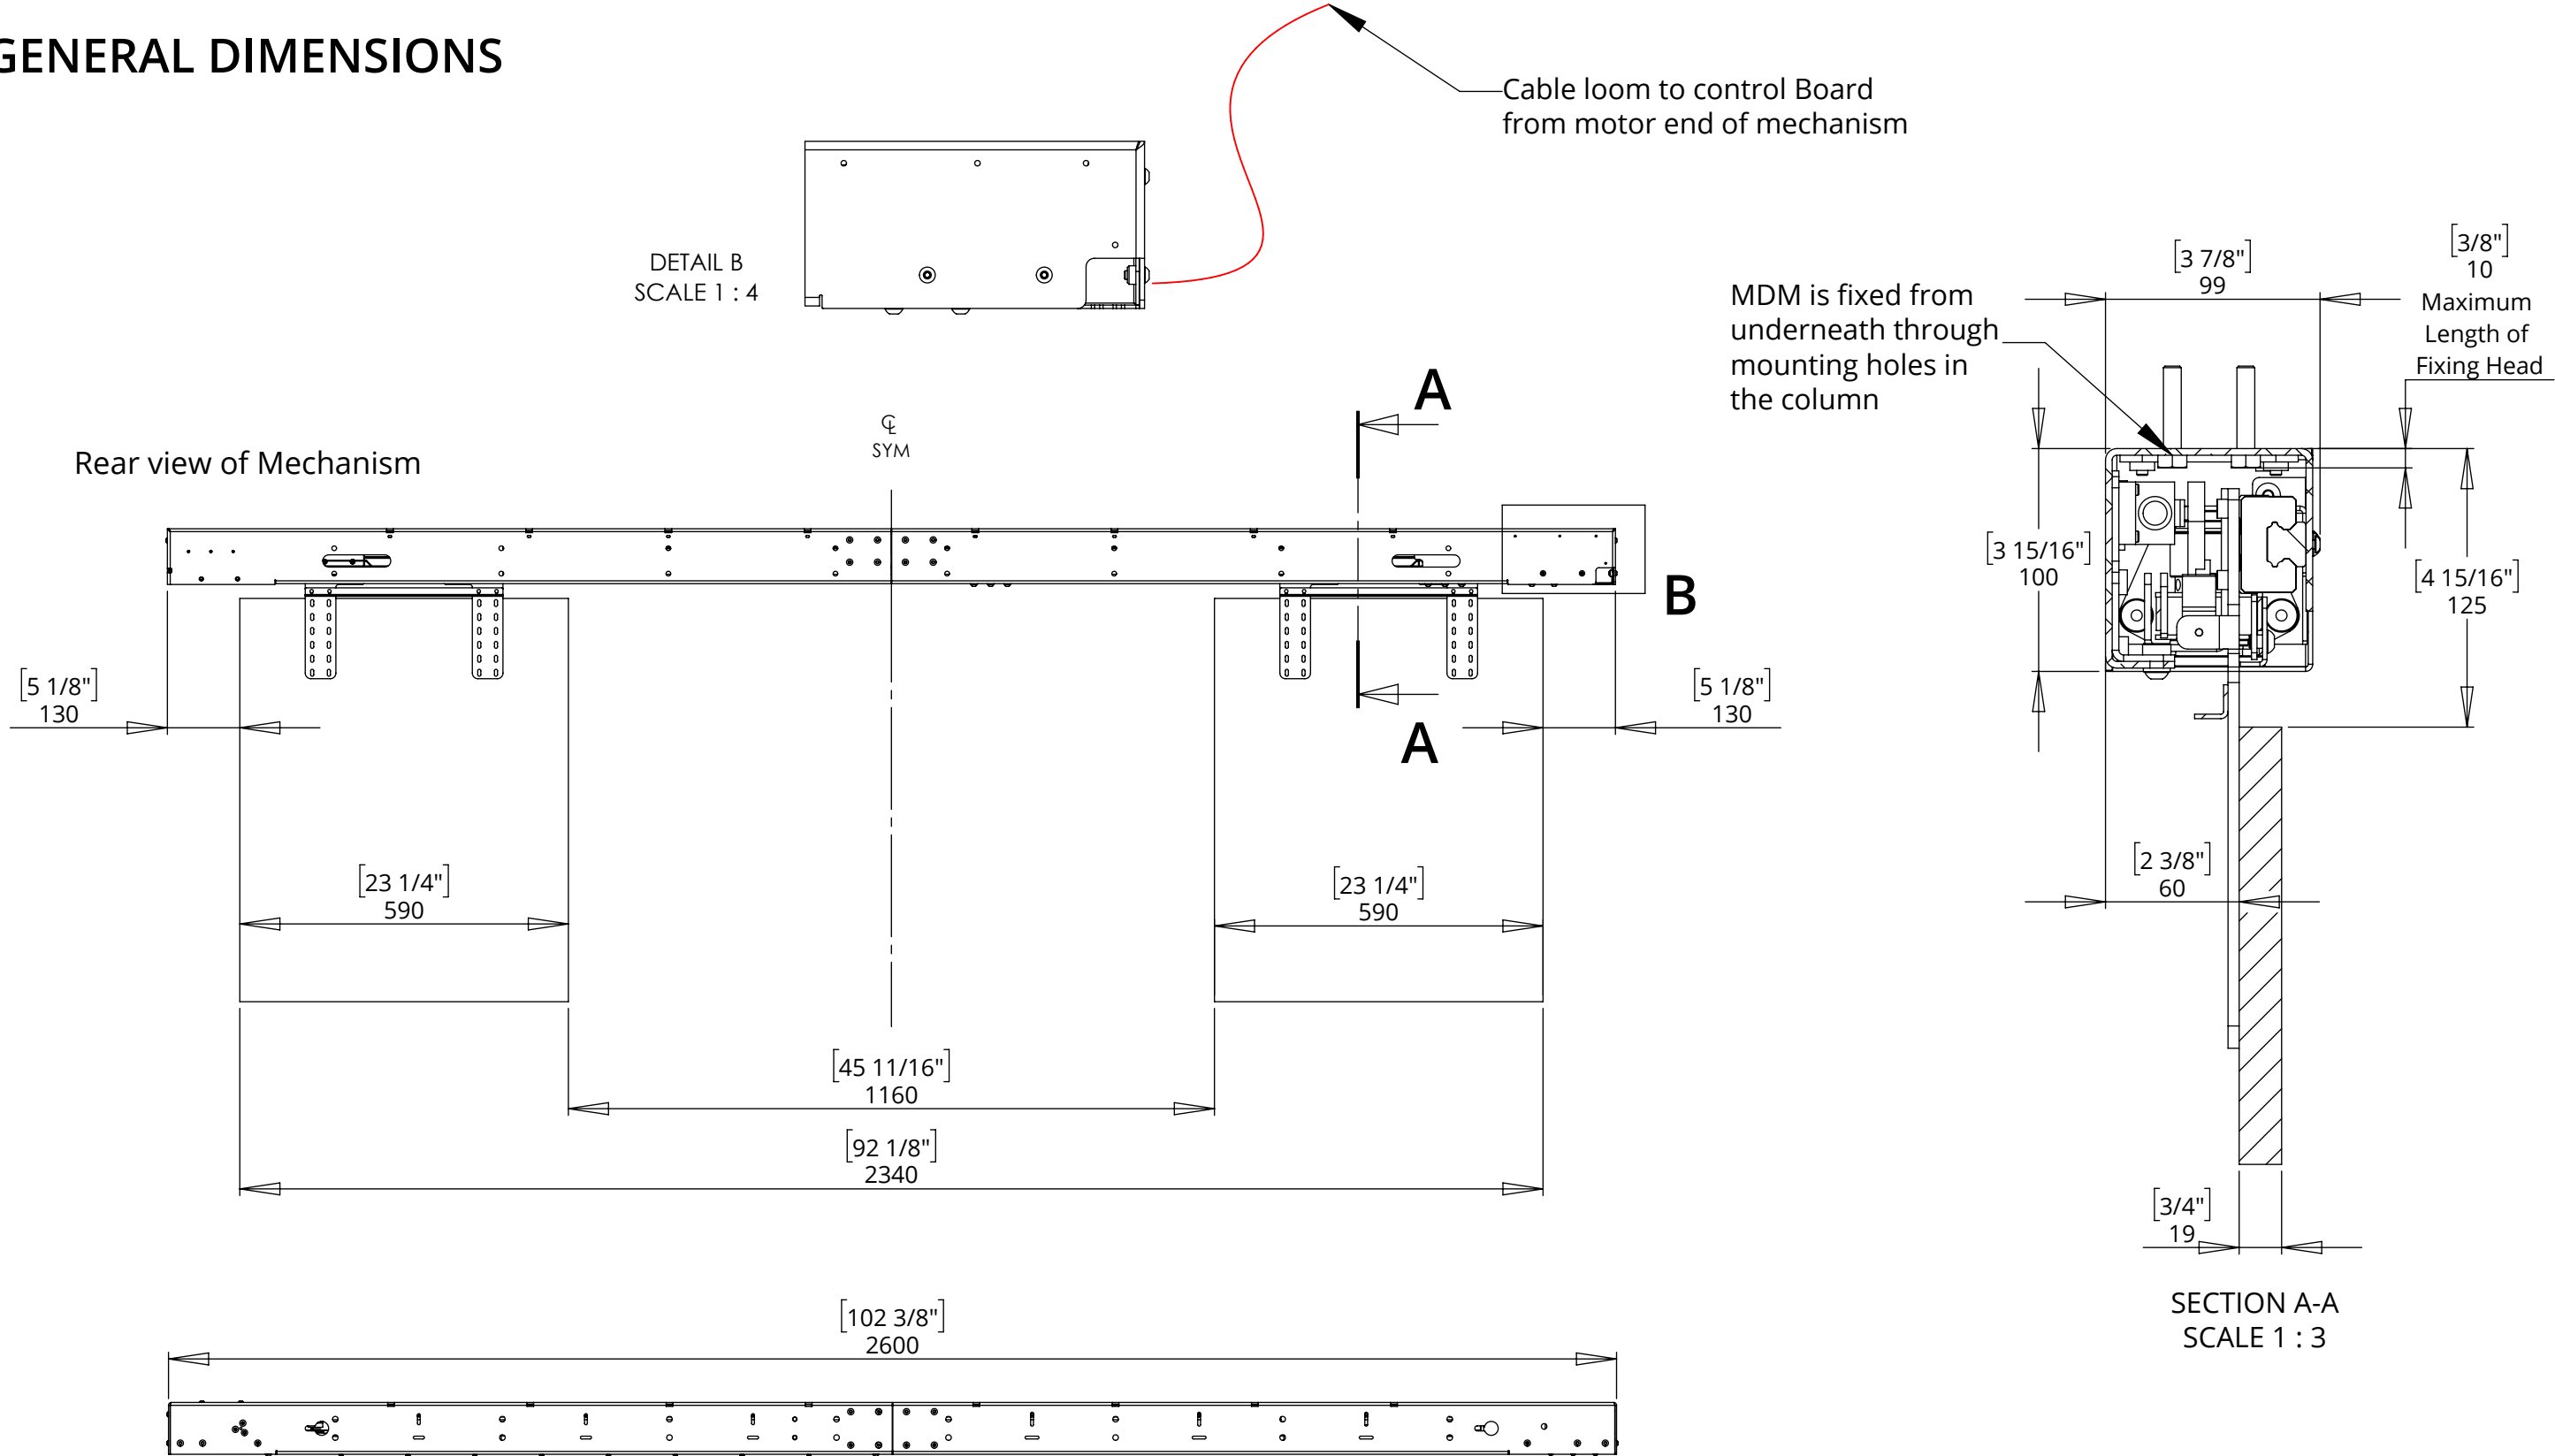 GENERAL DIMENSIONS
Cable loom to control Board
from motor end of mechanism
DETAIL B
SCALE 1 : 4
MDM is fixed from
underneath through
mounting holes in
the column
[3 7/8"]
99
[3/8"]
10
Maximum
Length of
Fixing Head
A
℄
SYM
Rear view of Mechanism
[3 15/16"]
100
[4 15/16"]
125
B
[5 1/8"]
130
[5 1/8"]
130
A
[23 1/4"]
590
[23 1/4"]
590
[2 3/8"]
60
[45 11/16"]
1160
[92 1/8"]
2340
[3/4"]
19
[102 3/8"]
2600
SECTION A-A
SCALE 1 : 3